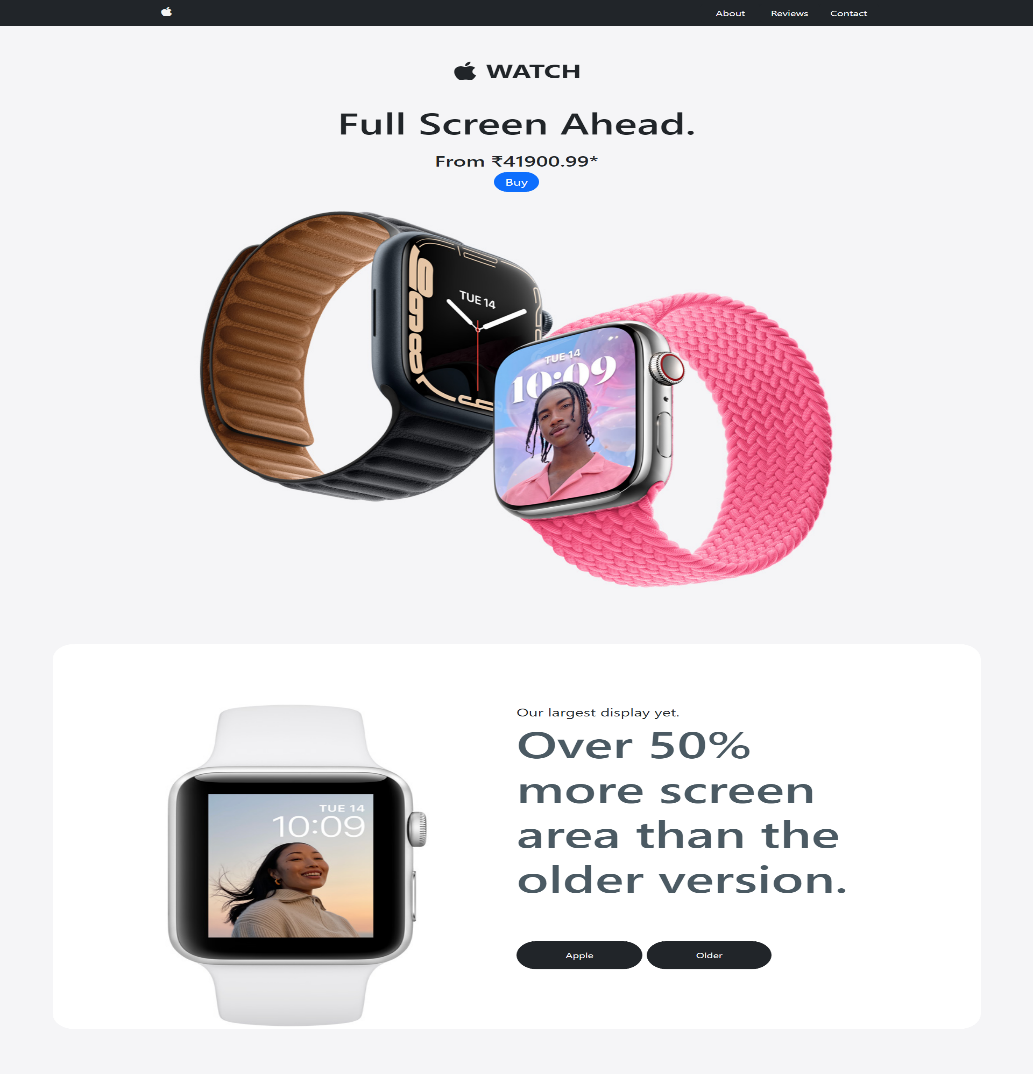 About Reviews Contact
WATCH
Full Screen Ahead.
From ₹41900.99*
Buy
TUE 14
TUE 14
10:09
Our largest display yet.
Over 50%
more screen
area than the
older version.
TUE 14
10:09
Apple Older